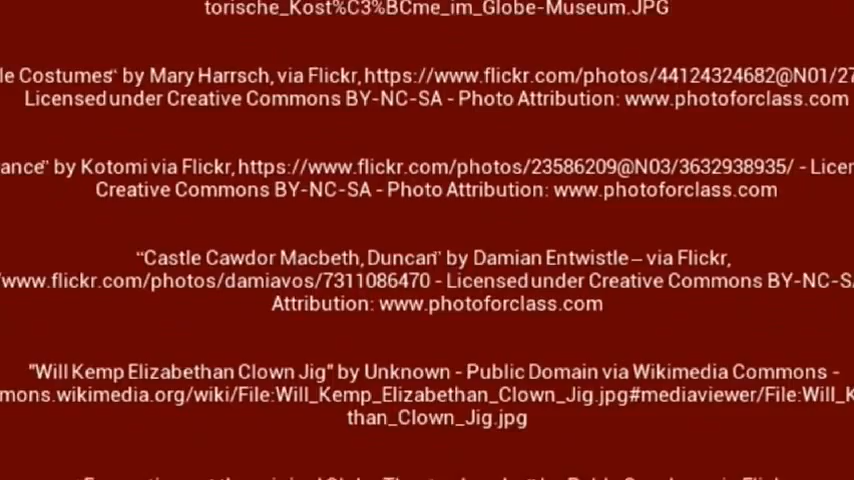 torische_Kost%C3%BCme_im_Globe-Museum.JPG
le Costumes“ by Mary Harrsch, via Flickr, https://www.flickr.com/photos/44124324682@N01/27
Licensed under Creative Commons BY-NC-SA - Photo Attribution: www.photoforclass.com
ance” by Kotomi via Flickr, https://www.flickr.com/photos/23586209@N03/3632938935/ - Licen
Creative Commons BY-NC-SA - Photo Attribution: www.photoforclass.com
“Castle Cawdor Macbeth, Duncan” by Damian Entwistle – via Flickr,
/www.flickr.com/photos/damiavos/7311086470 - Licensed under Creative Commons BY-NC-SA
Attribution: www.photoforclass.com
"Will Kemp Elizabethan Clown Jig" by Unknown - Public Domain via Wikimedia Commons -
mons.wikimedia.org/wiki/File:Will_Kemp_Elizabethan_Clown_Jig.jpg#mediaviewer/File:Will_K
than_Clown_Jig.jpg